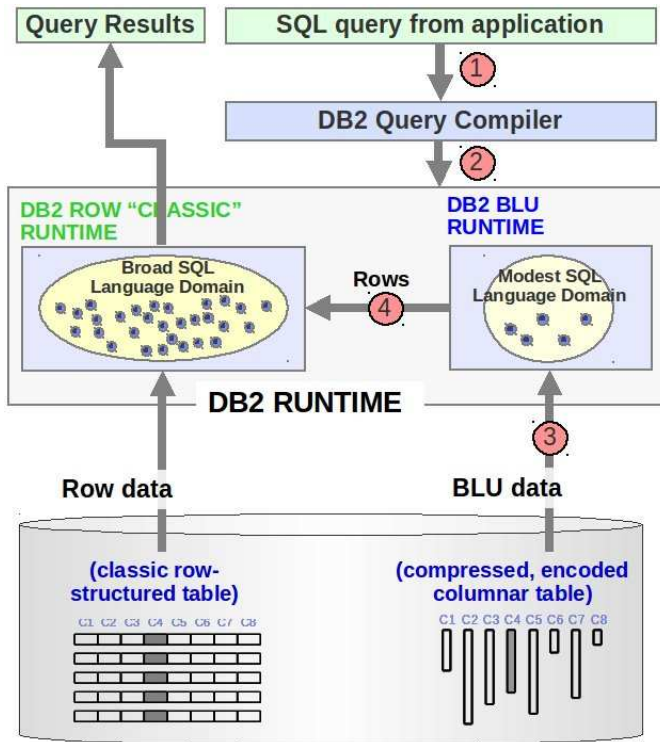 Query Results
SQL query from application
1
DB2 Query Compiler
2
DB2 ROW “CLASSIC”
RUNTIME
DB2 BLU
RUNTIME
Broad SQL
Language Domain
Rows
4
Modest SQL
Language Domain
DB2 RUNTIME
3
Row data
BLU data
(classic row-
structured table)
(compressed, encoded
columnar table)
C1 C2 C3 C4 C5 C6 C7 C8
C1 C2 C3 C4 C5 C6 C7 C8